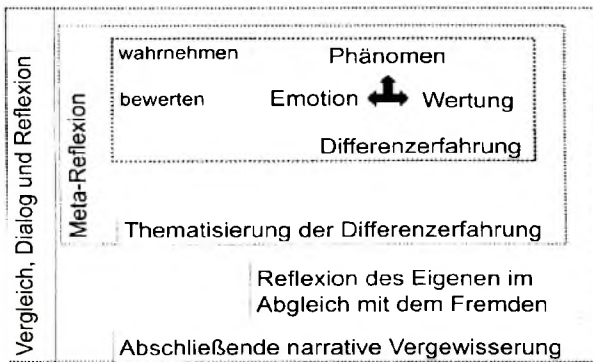 Vergleich, Dialog und Reflexion
Meta-Reflexion
wahrnehmen
Phänomen
bewerten
Emotion
Wertung
Differenzerfahrung
Thematisierung der Differenzerfahrung
Reflexion des Eigenen im
Abgleich mit dem Fremden
Abschließende narrative Vergewisserung